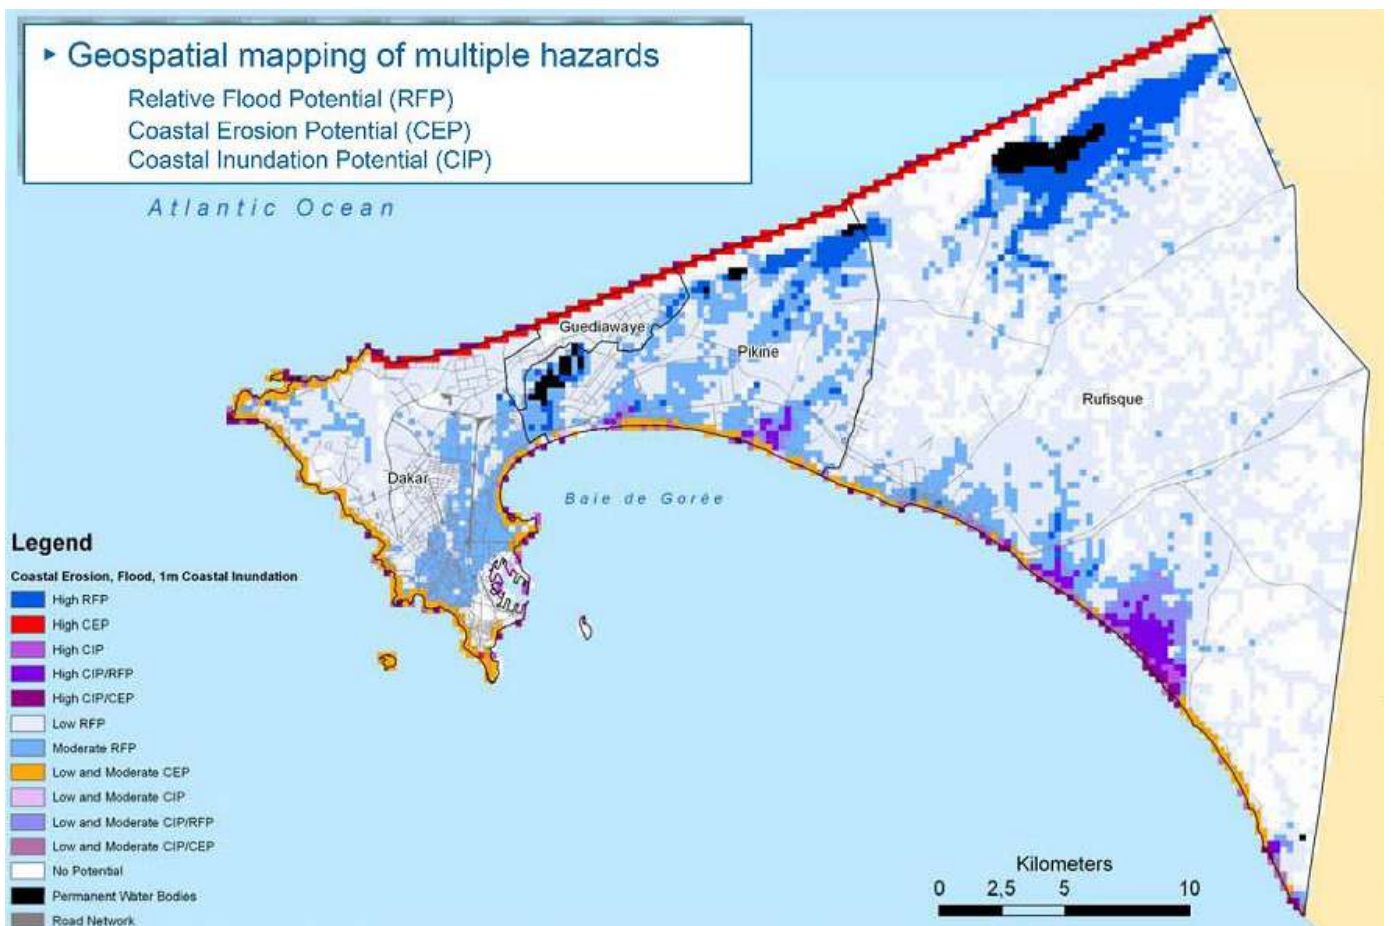 ▸ Geospatial mapping of multiple hazards
Relative Flood Potential (RFP)
Coastal Erosion Potential (CEP)
Coastal Inundation Potential (CIP)
Atlantic Ocean
Guediawaye
Pikine
Rufisque
Dakar
Baie de Gorée
Legend
Coastal Erosion, Flood, 1m Coastal Inundation
High RFP
High CEP
High CIP
High CIP/RFP
High CIP/CEP
Low RFP
Moderate RFP
Low and Moderate CEP
Low and Moderate CIP
Low and Moderate CIP/RFP
Low and Moderate CIP/CEP
No Potential
Permanent Water Bodies
Road Network
Kilometers
0 2,5 5 10